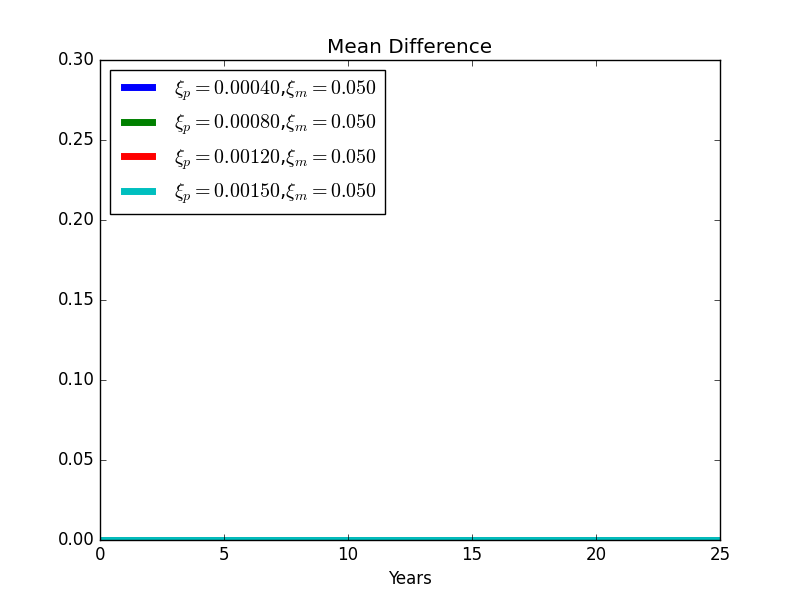 Mean Difference
0.30
0.25
0.20
0.15
0.10
0.05
0.00
ξ_p = 0.00040,ξ_m = 0.050
ξ_p = 0.00080,ξ_m = 0.050
ξ_p = 0.00120,ξ_m = 0.050
ξ_p = 0.00150,ξ_m = 0.050
0 5 10 15 20 25
Years